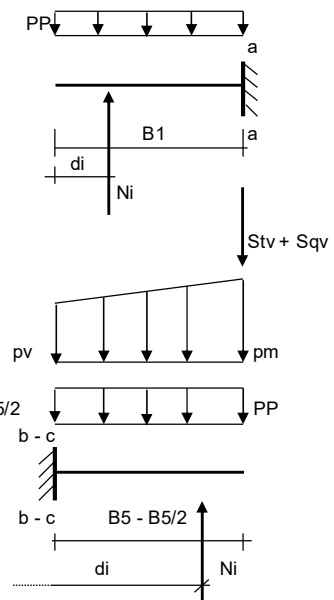 PP
a
B1
a
di
Ni
Stv + Sqv
pv
pm
5/2
PP
b - c
b - c
B5 - B5/2
di
Ni